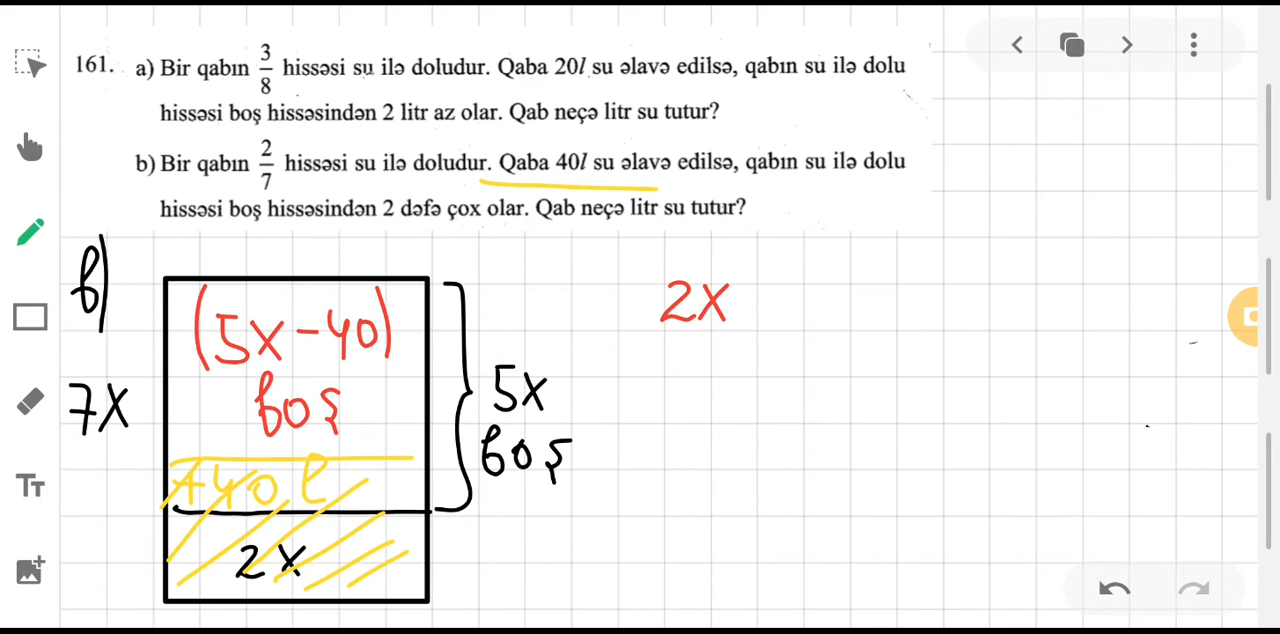 161. a) Bir qabın 3/8 hissəsi su ilə doludur. Qaba 20l su əlavə edilsə, qabın su ilə dolu
hissəsi boş hissəsindən 2 litr az olar. Qab neçə litr su tutur?
b) Bir qabın 2/7 hissəsi su ilə doludur. Qaba 40l su əlavə edilsə, qabın su ilə dolu
hissəsi boş hissəsindən 2 dəfə çox olar. Qab neçə litr su tutur?
b)
(5x-40)
boş
2x
7x
5x
boş
+40 l
2x
TT